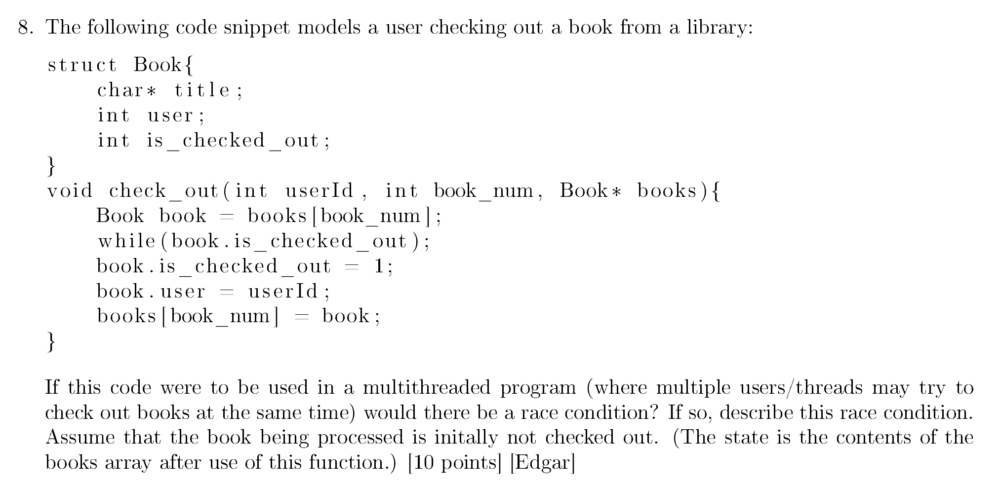 8. The following code snippet models a user checking out a book from a library:
struct Book{
char* title;
int user;
int is_checked_out;
}
void check_out(int userId, int book_num, Book* books){
Book book = books[book_num];
while(book.is_checked_out);
book.is_checked_out = 1;
book.user = userId;
books[book_num] = book;
}
If this code were to be used in a multithreaded program (where multiple users/threads may try to
check out books at the same time) would there be a race condition? If so, describe this race condition.
Assume that the book being processed is initally not checked out. (The state is the contents of the
books array after use of this function.) [10 points] [Edgar]